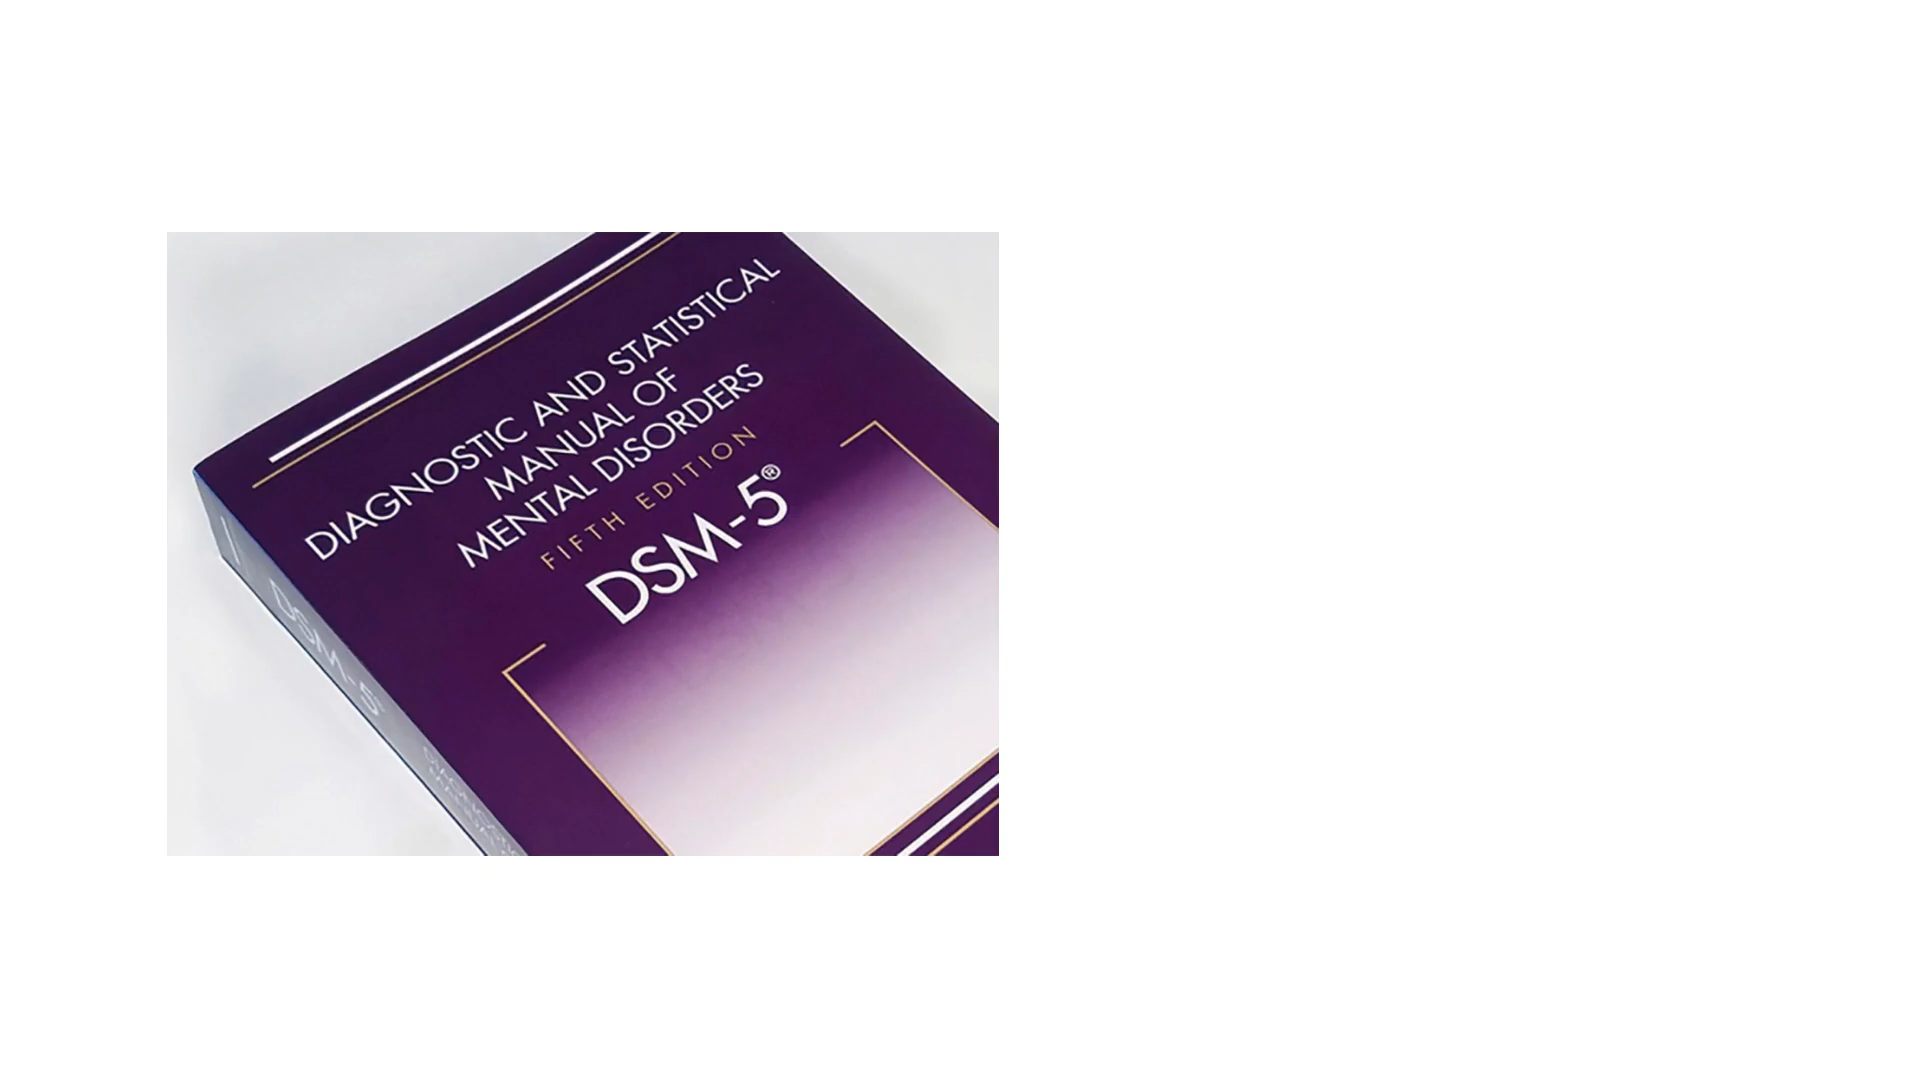 DIAGNOSTIC AND STATISTICAL
MANUAL OF
MENTAL DISORDERS
FIFTH EDITION
DSM-5®
DSM-5